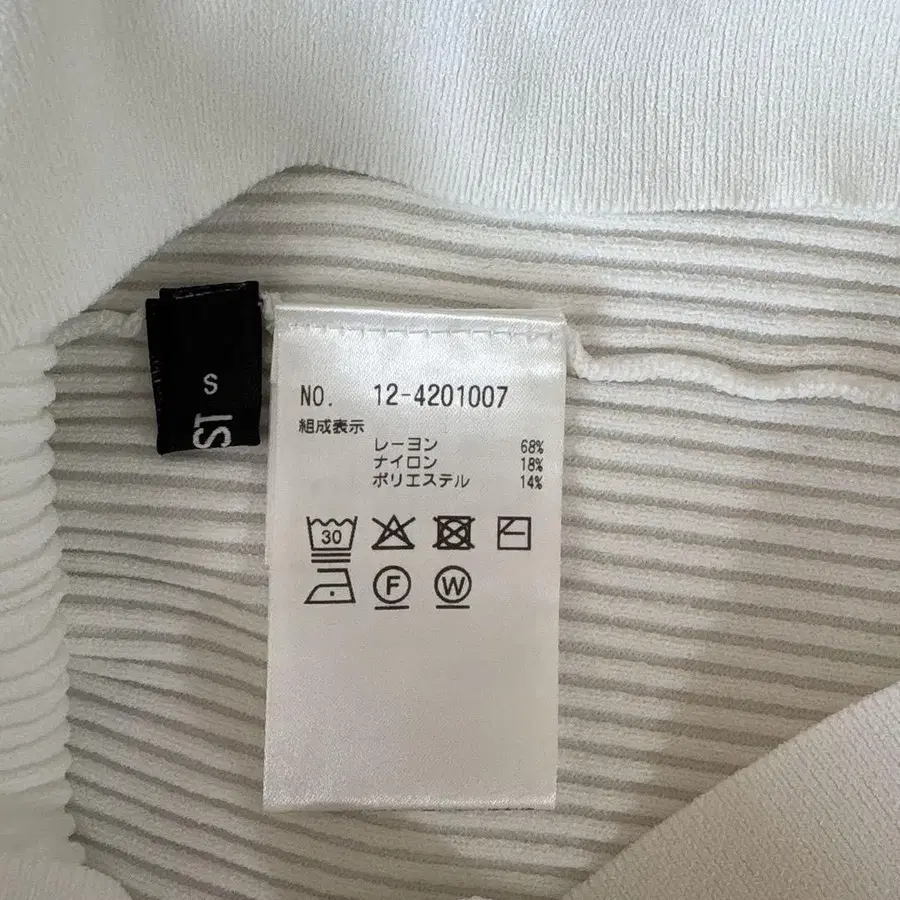 S
ST
NO. 12-4201007
組成表示
レーヨン 68%
ナイロン 18%
ポリエステル 14%
30
F W